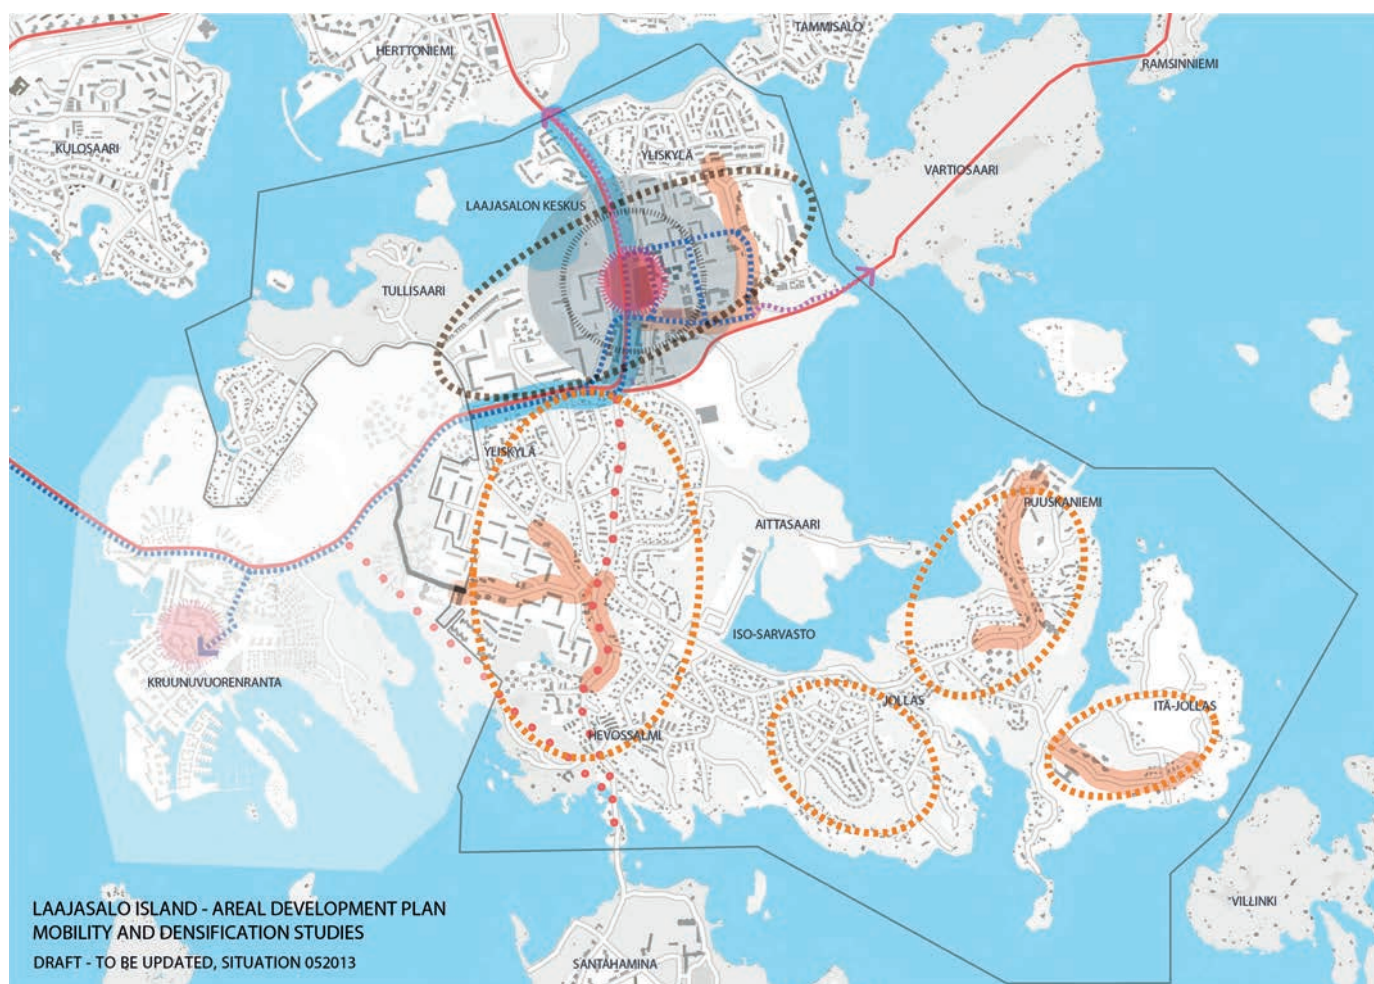 TAMMISALO
HERTTONIEMI
RAMSINNIEMI
KULOSAARI
YLISKYLÄ
VARTIOSAARI
LAAJASALON KESKUS
TULLISAARI
YLISKYLÄ
PUUSKANIEMI
AITTASAARI
ISO-SARVASTO
KRUUNUVUORENRANTA
JOLLAS
ITÄ-JOLLAS
HEVOSSALMI
VILLINKI
LAAJASALO ISLAND - AREAL DEVELOPMENT PLAN
MOBILITY AND DENSIFICATION STUDIES
DRAFT - TO BE UPDATED, SITUATION 052013
SANTAHAMINA